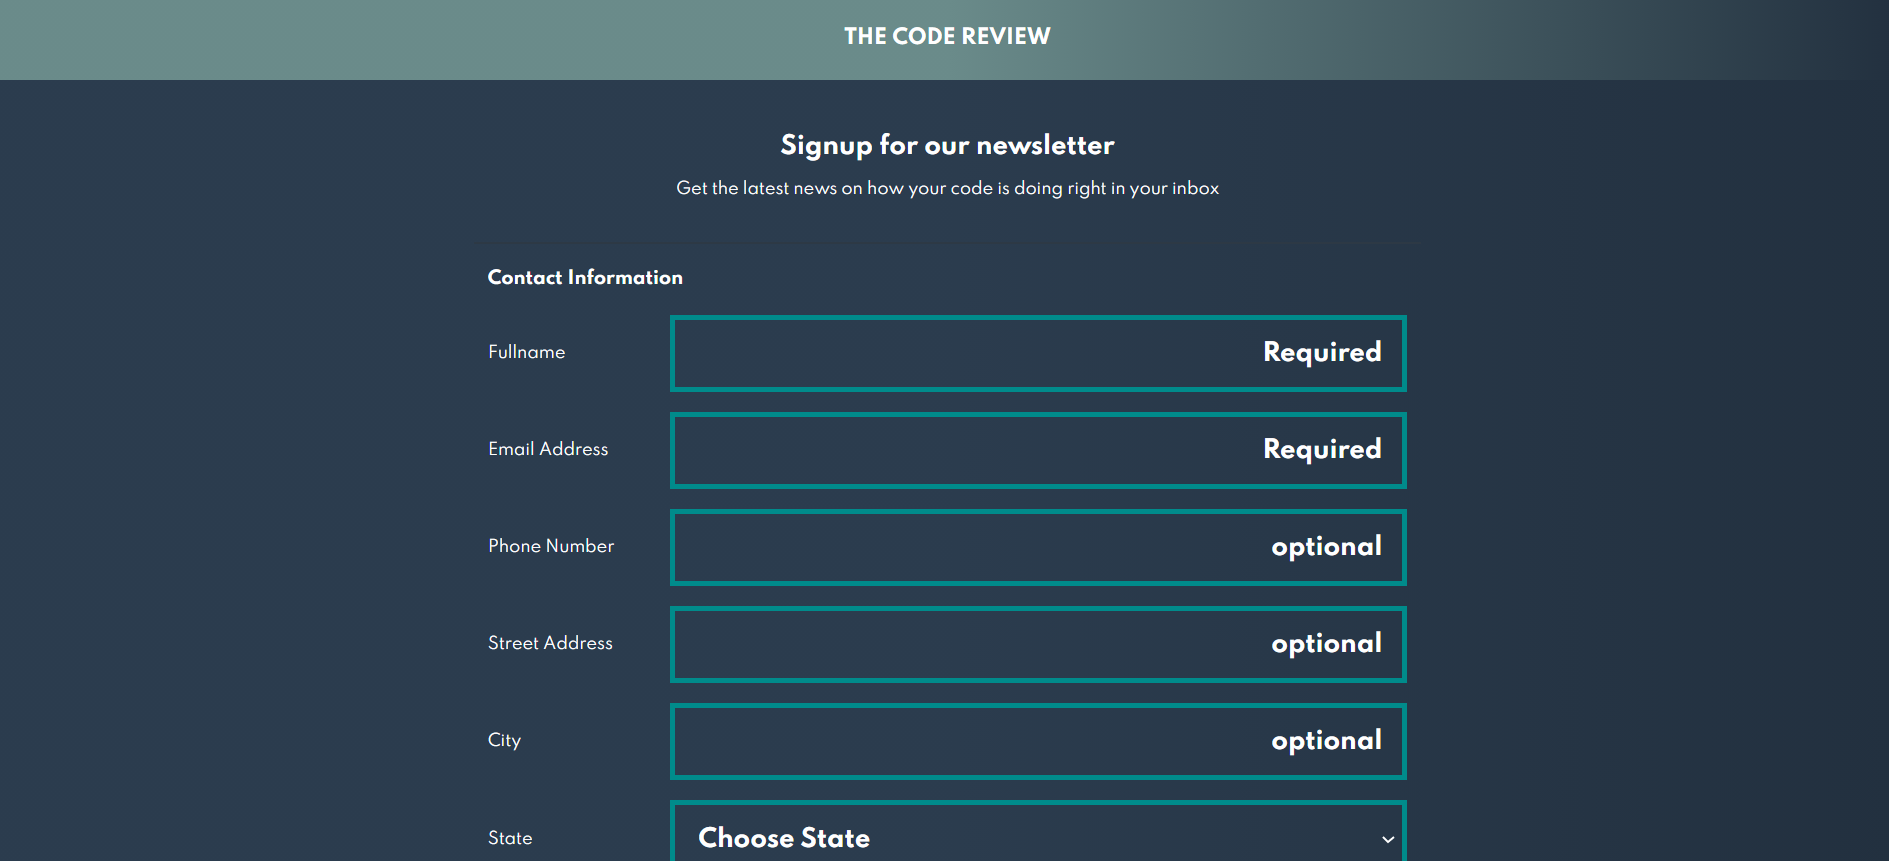 THE CODE REVIEW
Signup for our newsletter
Get the latest news on how your code is doing right in your inbox
Contact Information
Fullname Required
Email Address Required
Phone Number optional
Street Address optional
City optional
State Choose State